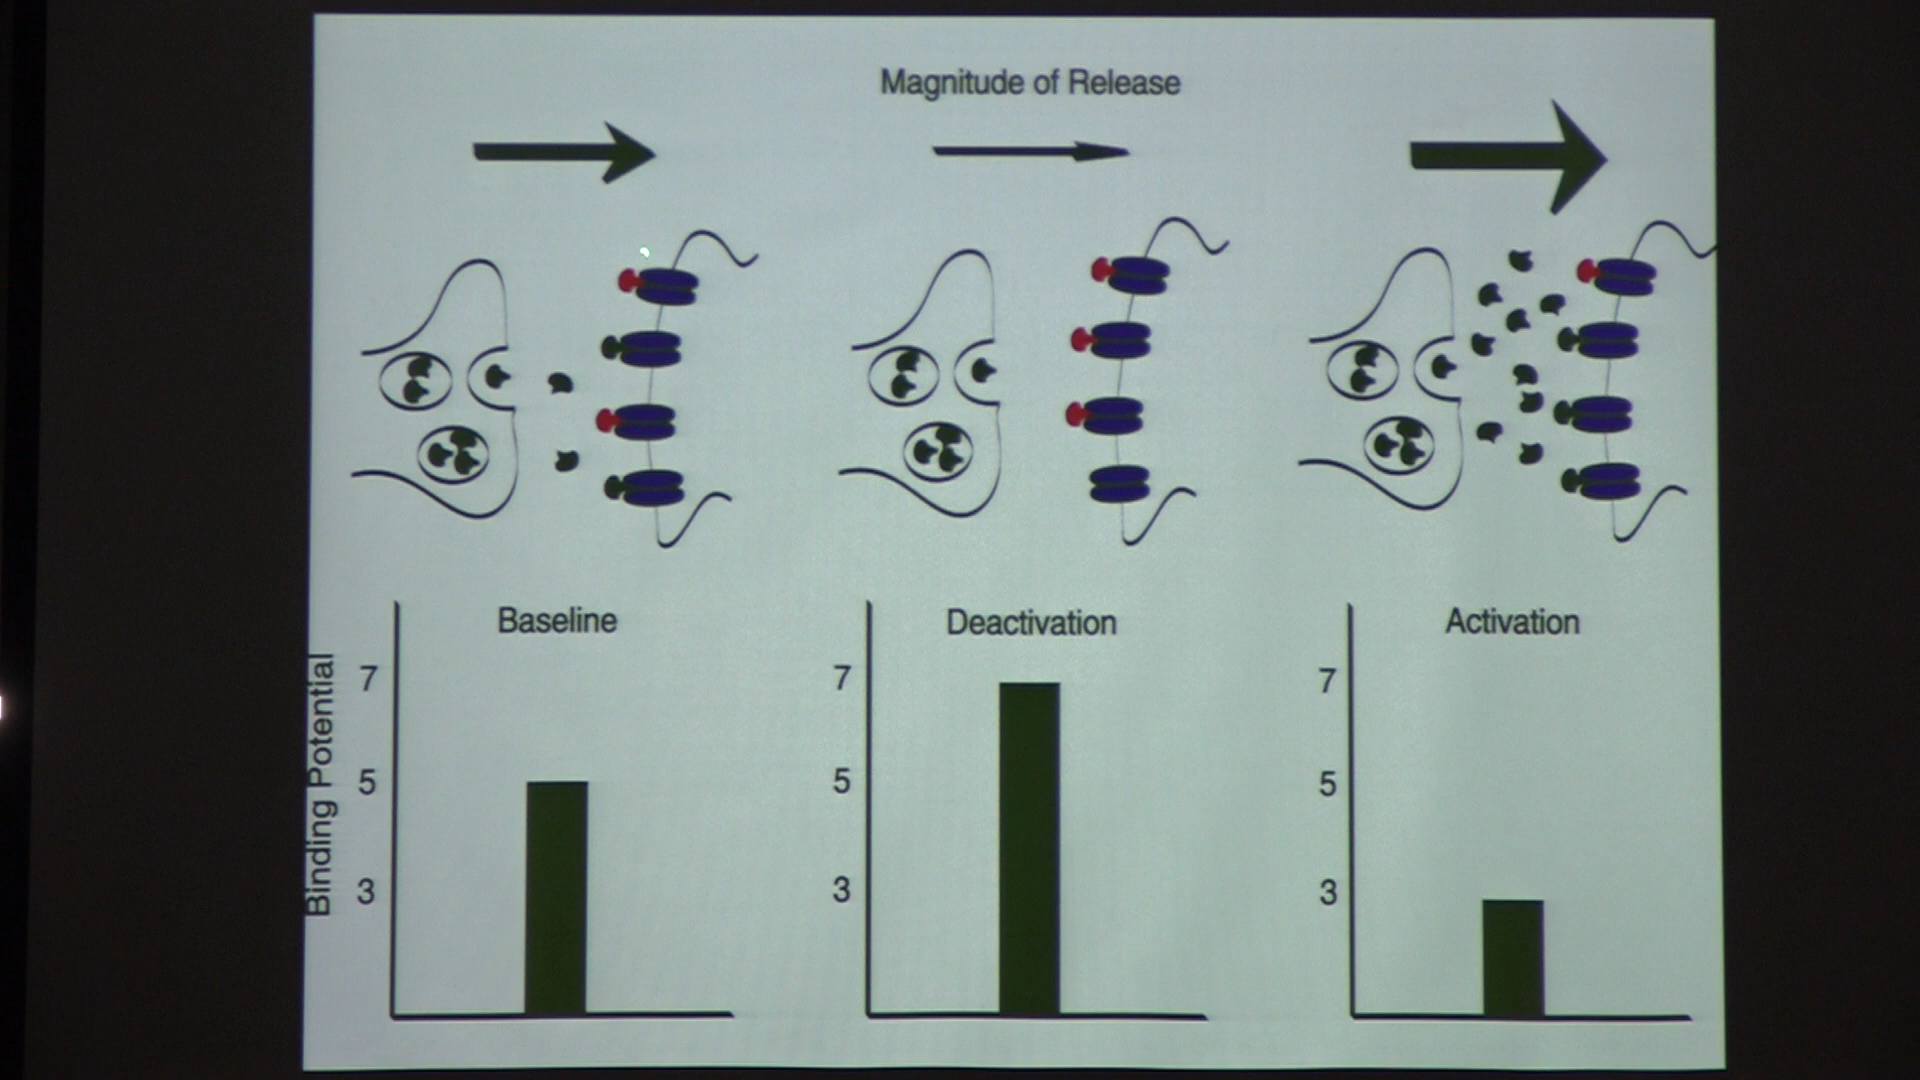 Magnitude of Release
Baseline
Deactivation
Activation
Binding Potential
7
5
3
7
5
3
7
5
3